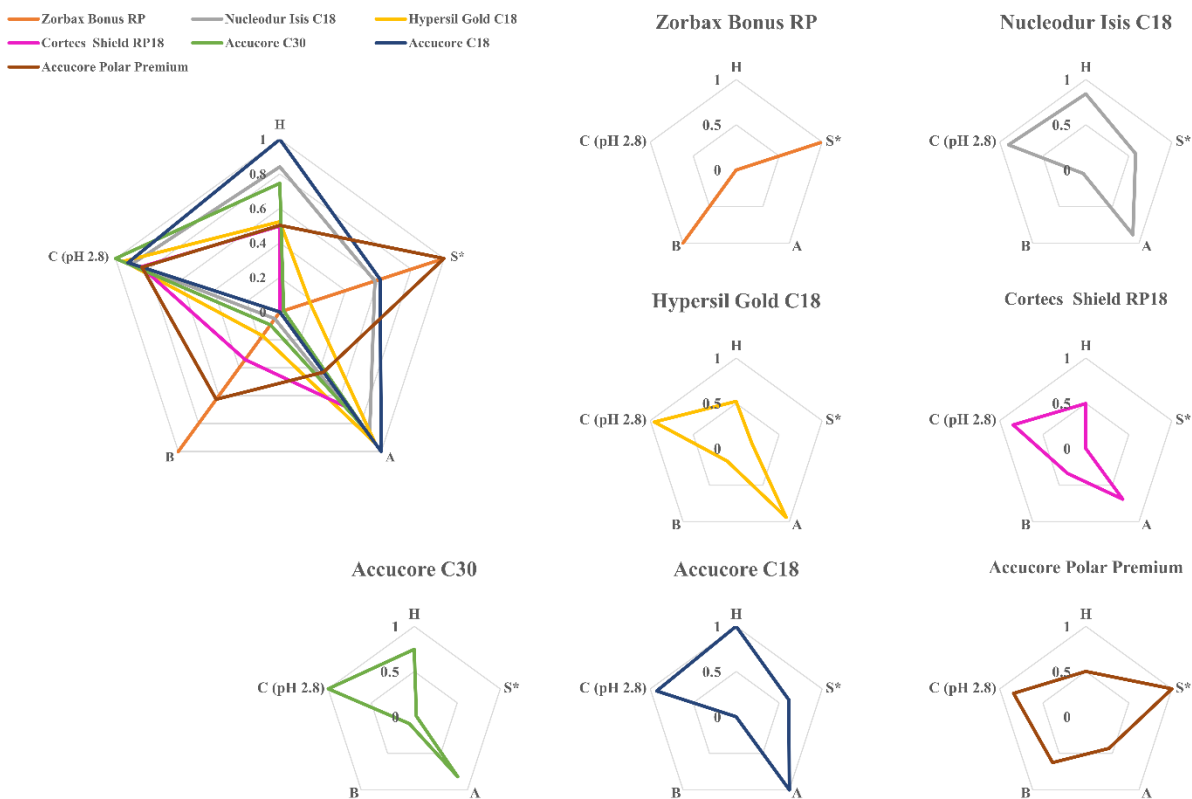 Zorbax Bonus RP
Nucleodur Isis C18
Hypersil Gold C18
Cortecs Shield RP18
Accucore C30
Accucore C18
Accucore Polar Premium
H
1
0.8
0.6
0.4
0.2
0
C (pH 2.8)
S*
B
A
Zorbax Bonus RP
H
1
C (pH 2.8)
S*
0.5
0
B
A
Nucleodur Isis C18
H
1
C (pH 2.8)
S*
0.5
0
B
A
Hypersil Gold C18
H
1
C (pH 2.8)
S*
0.5
0
B
A
Cortecs Shield RP18
H
1
C (pH 2.8)
S*
0.5
0
B
A
Accucore C30
H
1
C (pH 2.8)
S*
0.5
0
B
A
Accucore C18
H
1
C (pH 2.8)
S*
0.5
0
B
A
Accucore Polar Premium
H
1
C (pH 2.8)
S*
0.5
0
B
A